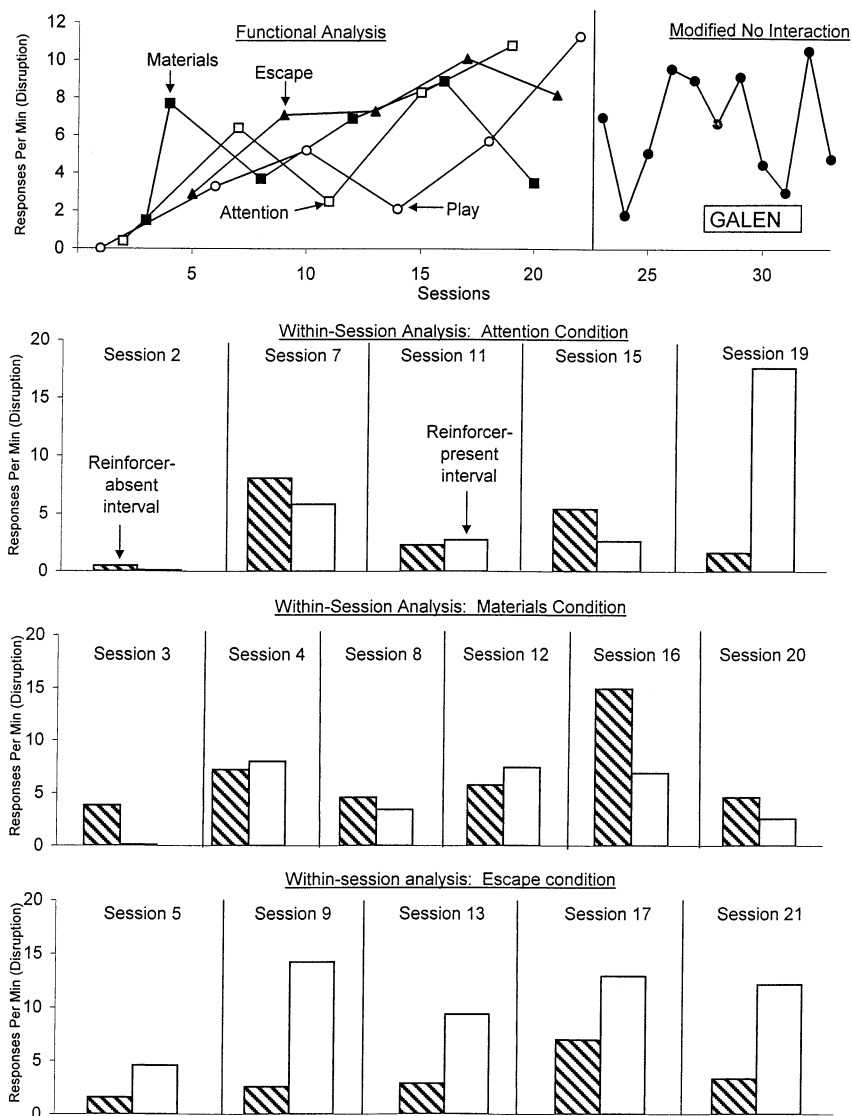 Functional Analysis
Modified No Interaction
Materials
Escape
Attention
Play
GALEN
Responses Per Min (Disruption)
12
10
8
6
4
2
0
5
10
15
20
25
30
Sessions
Within-Session Analysis: Attention Condition
Session 2
Session 7
Session 11
Session 15
Session 19
Reinforcer-
absent
interval
Reinforcer-
present
interval
Responses Per Min (Disruption)
20
15
10
5
0
Within-Session Analysis: Materials Condition
Session 3
Session 4
Session 8
Session 12
Session 16
Session 20
Responses Per Min (Disruption)
20
15
10
5
0
Within-session analysis: Escape condition
Session 5
Session 9
Session 13
Session 17
Session 21
Responses Per Min (Disruption)
20
15
10
5
0